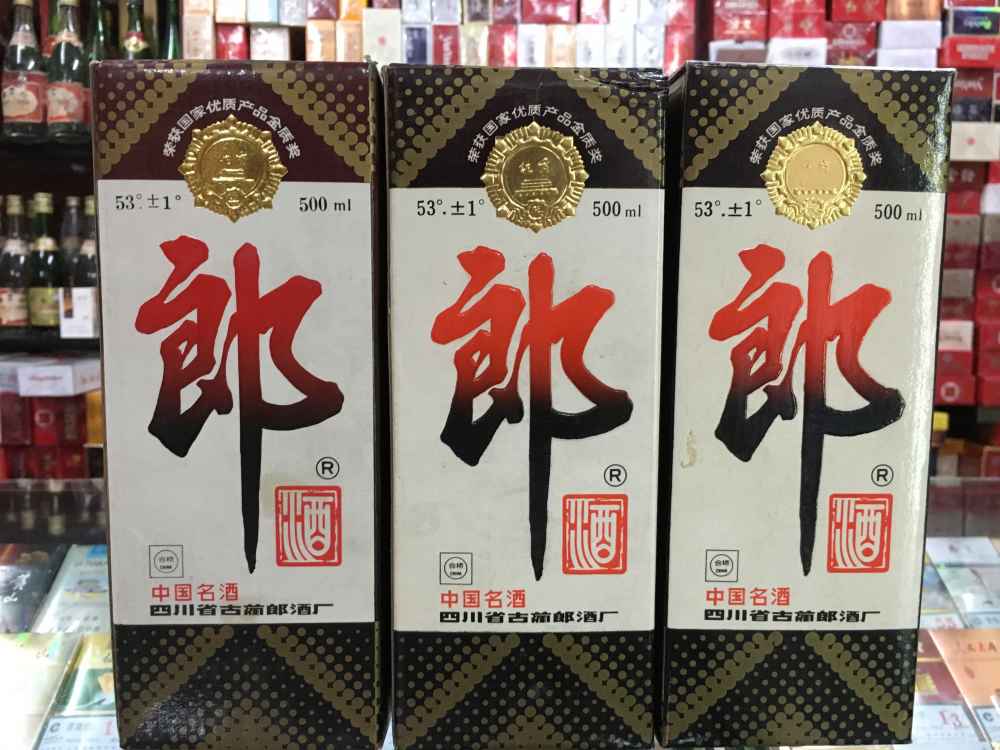 荣获国家优质产品金质奖
53°.±1°
500 ml
郎
®
酒
合格
中国名酒
四川省古蔺郎酒厂
荣获国家优质产品金质奖
53°.±1°
500 ml
郎
®
酒
合格
中国名酒
四川省古蔺郎酒厂
荣获国家优质产品金质奖
53°.±1°
500 ml
郎
®
酒
合格
中国名酒
四川省古蔺郎酒厂